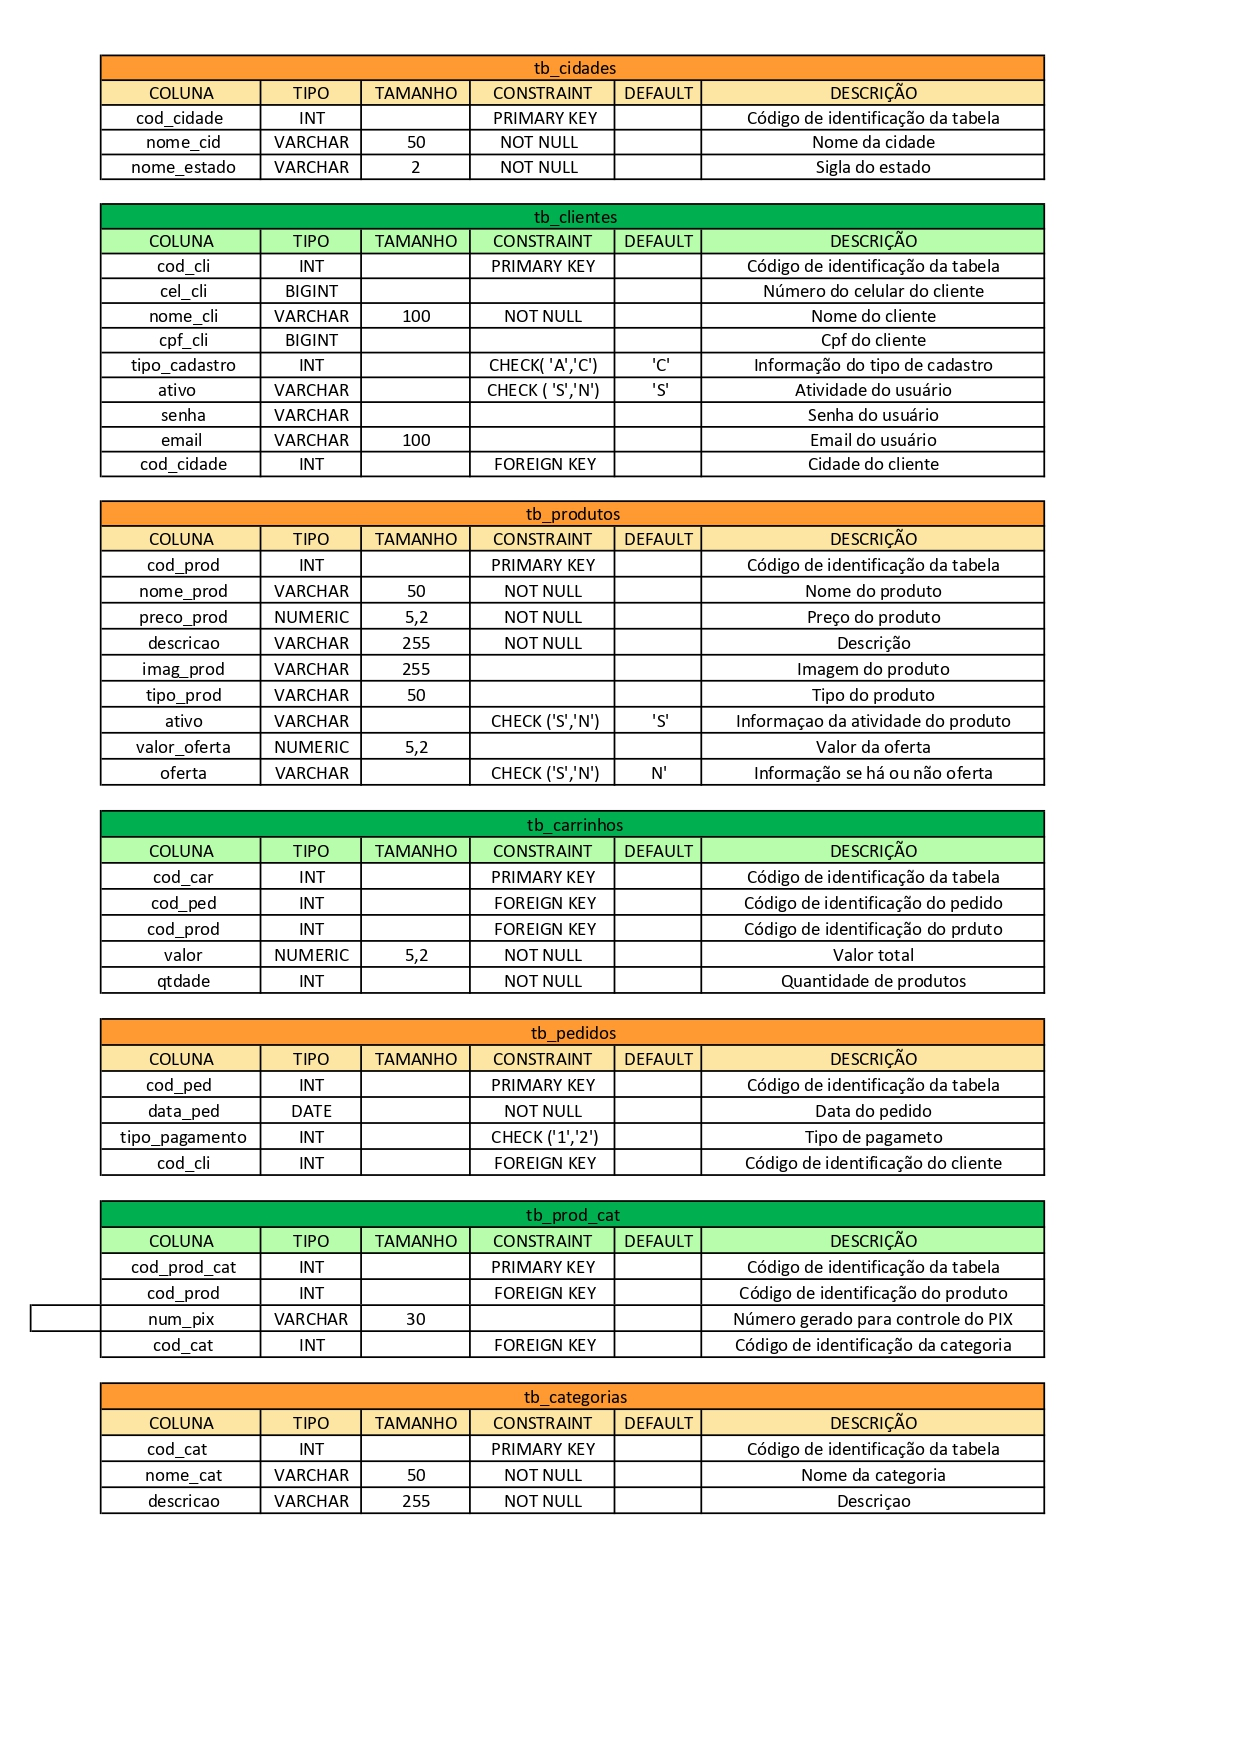 tb_cidades
COLUNA TIPO TAMANHO CONSTRAINT DEFAULT DESCRIÇÃO
cod_cidade INT PRIMARY KEY Código de identificação da tabela
nome_cid VARCHAR 50 NOT NULL Nome da cidade
nome_estado VARCHAR 2 NOT NULL Sigla do estado
tb_clientes
COLUNA TIPO TAMANHO CONSTRAINT DEFAULT DESCRIÇÃO
cod_cli INT PRIMARY KEY Código de identificação da tabela
cel_cli BIGINT Número do celular do cliente
nome_cli VARCHAR 100 NOT NULL Nome do cliente
cpf_cli BIGINT Cpf do cliente
tipo_cadastro INT CHECK( 'A','C') 'C' Informação do tipo de cadastro
ativo VARCHAR CHECK ( 'S','N') 'S' Atividade do usuário
senha VARCHAR Senha do usuário
email VARCHAR 100 Email do usuário
cod_cidade INT FOREIGN KEY Cidade do cliente
tb_produtos
COLUNA TIPO TAMANHO CONSTRAINT DEFAULT DESCRIÇÃO
cod_prod INT PRIMARY KEY Código de identificação da tabela
nome_prod VARCHAR 50 NOT NULL Nome do produto
preco_prod NUMERIC 5,2 NOT NULL Preço do produto
descricao VARCHAR 255 NOT NULL Descrição
imag_prod VARCHAR 255 Imagem do produto
tipo_prod VARCHAR 50 Tipo do produto
ativo VARCHAR CHECK ('S','N') 'S' Informaçao da atividade do produto
valor_oferta NUMERIC 5,2 Valor da oferta
oferta VARCHAR CHECK ('S','N') N' Informação se há ou não oferta
tb_carrinhos
COLUNA TIPO TAMANHO CONSTRAINT DEFAULT DESCRIÇÃO
cod_car INT PRIMARY KEY Código de identificação da tabela
cod_ped INT FOREIGN KEY Código de identificação do pedido
cod_prod INT FOREIGN KEY Código de identificação do prduto
valor NUMERIC 5,2 NOT NULL Valor total
qtdade INT NOT NULL Quantidade de produtos
tb_pedidos
COLUNA TIPO TAMANHO CONSTRAINT DEFAULT DESCRIÇÃO
cod_ped INT PRIMARY KEY Código de identificação da tabela
data_ped DATE NOT NULL Data do pedido
tipo_pagamento INT CHECK ('1','2') Tipo de pagameto
cod_cli INT FOREIGN KEY Código de identificação do cliente
tb_prod_cat
COLUNA TIPO TAMANHO CONSTRAINT DEFAULT DESCRIÇÃO
cod_prod_cat INT PRIMARY KEY Código de identificação da tabela
cod_prod INT FOREIGN KEY Código de identificação do produto
num_pix VARCHAR 30 Número gerado para controle do PIX
cod_cat INT FOREIGN KEY Código de identificação da categoria
tb_categorias
COLUNA TIPO TAMANHO CONSTRAINT DEFAULT DESCRIÇÃO
cod_cat INT PRIMARY KEY Código de identificação da tabela
nome_cat VARCHAR 50 NOT NULL Nome da categoria
descricao VARCHAR 255 NOT NULL Descriçao